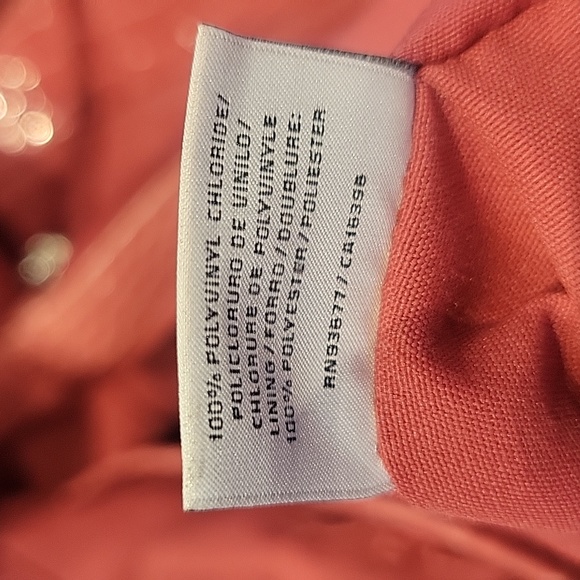 100% POLYVINYL CHLORIDE/
POLICLORURO DE VINILO/
CHLORURE DE POLYVINYLE
LINING/FORRO/DOUBLURE:
100% POLYESTER/POLIESTER
RN93677/CA16398